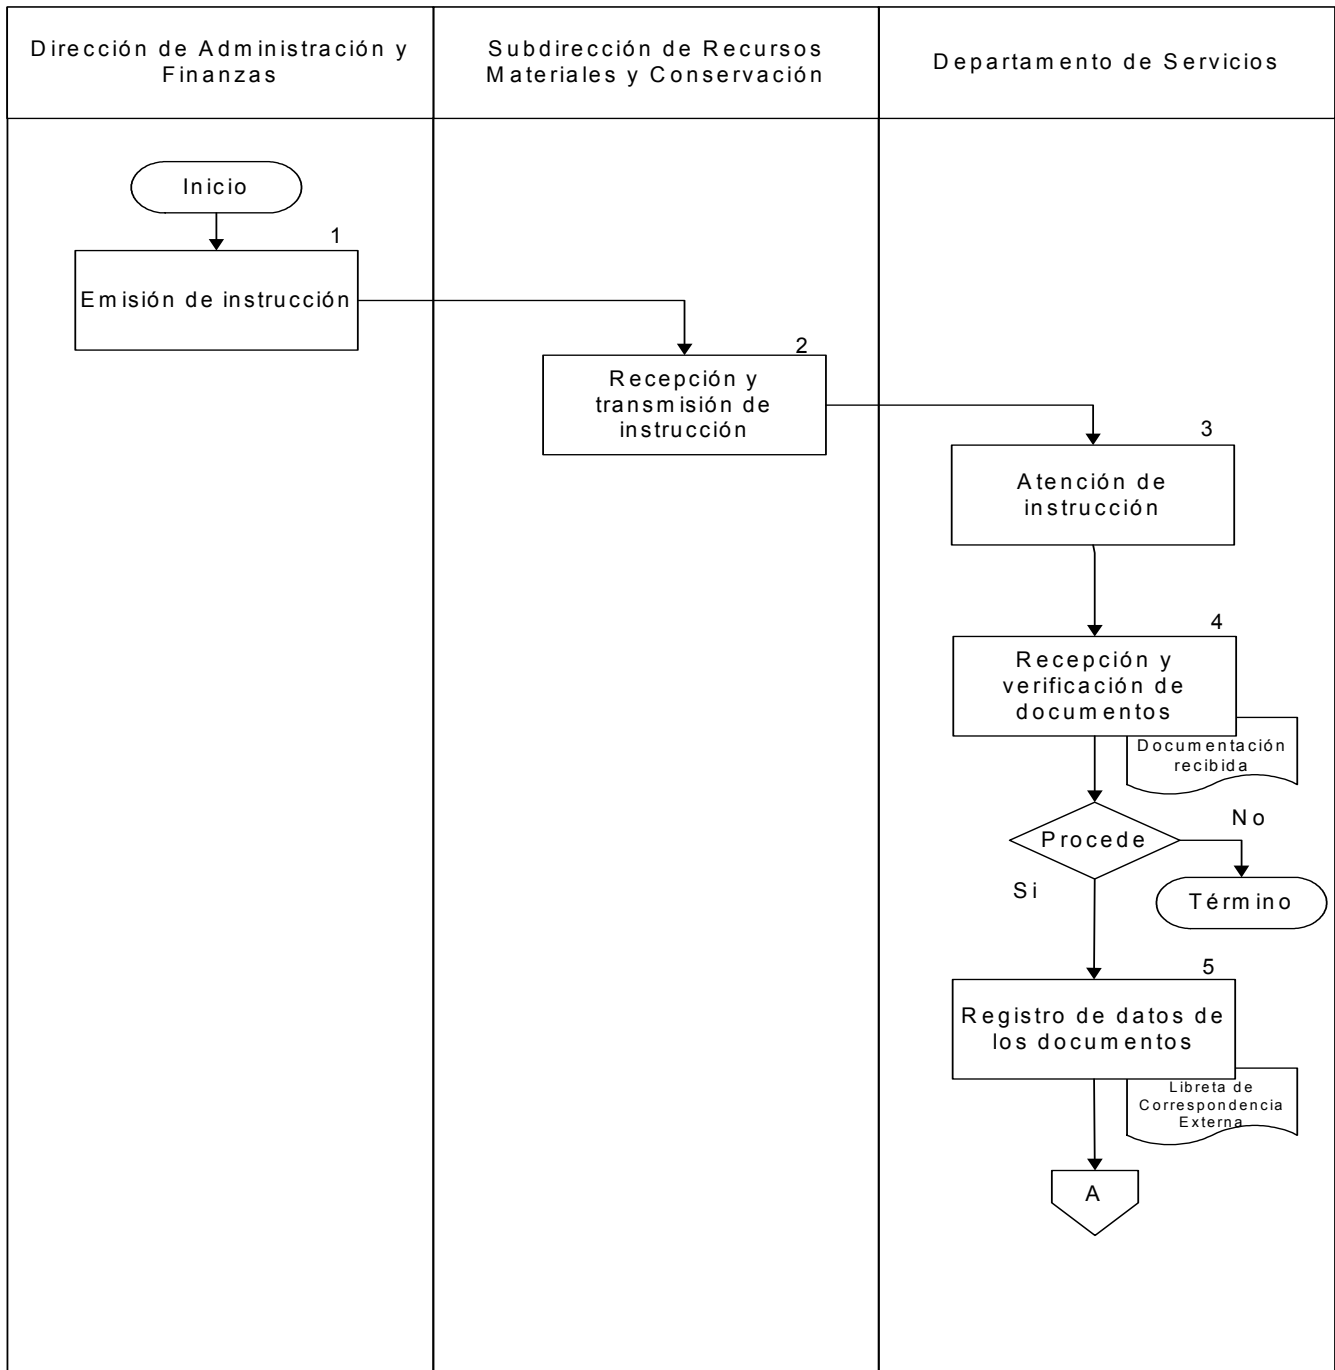 Dirección de Administración y
Finanzas
Subdirección de Recursos
Materiales y Conservación
Departamento de Servicios
Inicio
1
Emisión de instrucción
2
Recepción y
transmisión de
instrucción
3
Atención de
instrucción
4
Recepción y
verificación de
documentos
Documentación
recibida
Procede
No
Si
Término
5
Registro de datos de
los documentos
Libreta de
Correspondencia
Externa
A